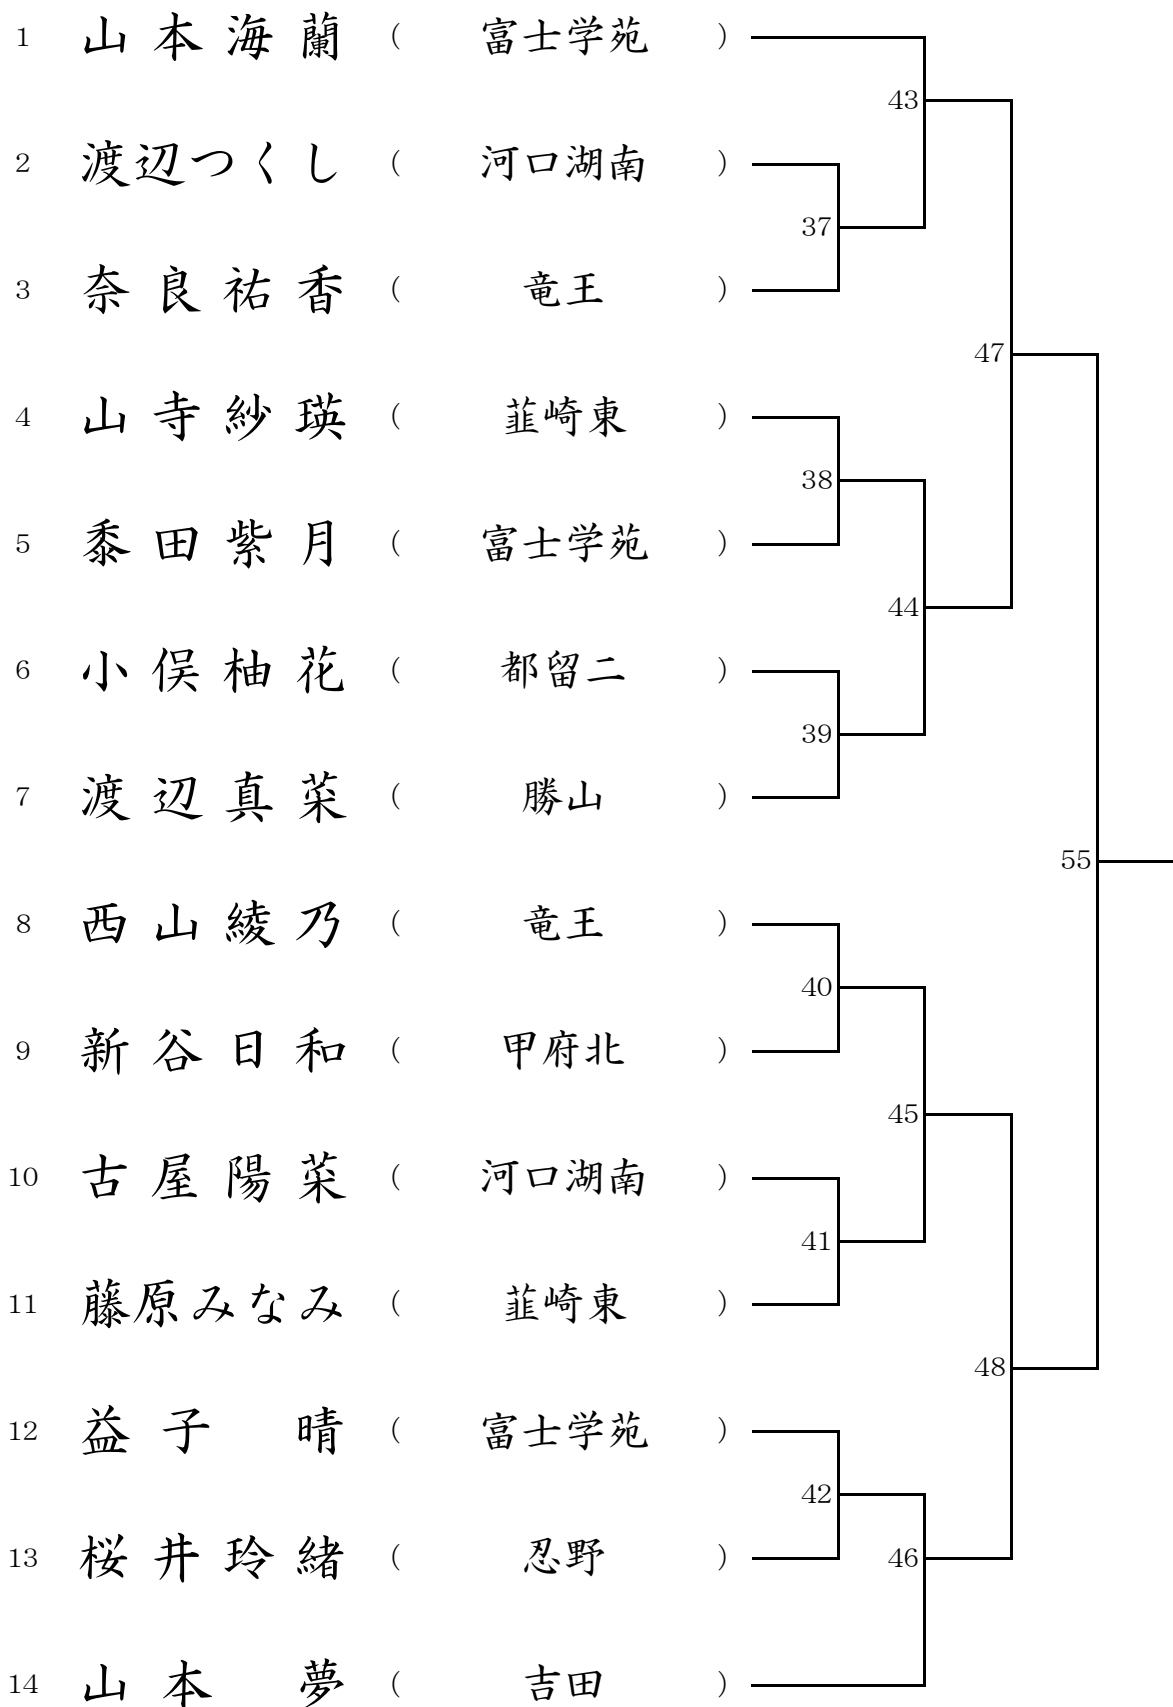 1 山本海蘭 ( 富士学苑 )
43
2 渡辺つくし ( 河口湖南 )
37
3 奈良祐香 ( 竜王 )
47
4 山寺紗瑛 ( 韮崎東 )
38
5 黍田紫月 ( 富士学苑 )
44
6 小俣柚花 ( 都留二 )
39
7 渡辺真菜 ( 勝山 )
55
8 西山綾乃 ( 竜王 )
40
9 新谷日和 ( 甲府北 )
45
10 古屋陽菜 ( 河口湖南 )
41
11 藤原みなみ ( 韮崎東 )
48
12 益子 晴 ( 富士学苑 )
42
13 桜井玲緒 ( 忍野 )
46
14 山本 夢 ( 吉田 )